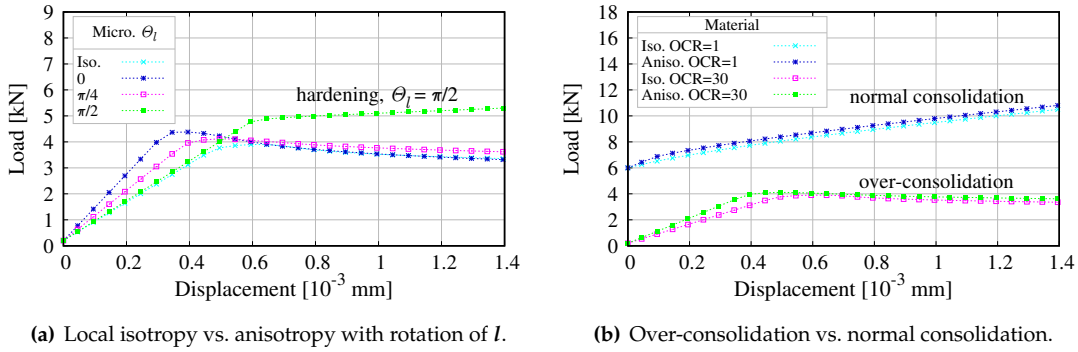 9
8
7
6
5
4
3
2
1
0
Load [kN]
Micro. Θl
Iso.
0
π/4
π/2
hardening, Θl = π/2
0 0.2 0.4 0.6 0.8 1 1.2 1.4
Displacement [10-3 mm]
(a) Local isotropy vs. anisotropy with rotation of l.
18
16
14
12
10
8
6
4
2
0
Load [kN]
Material
Iso. OCR=1
Aniso. OCR=1
Iso. OCR=30
Aniso. OCR=30
normal consolidation
over-consolidation
0 0.2 0.4 0.6 0.8 1 1.2 1.4
Displacement [10-3 mm]
(b) Over-consolidation vs. normal consolidation.